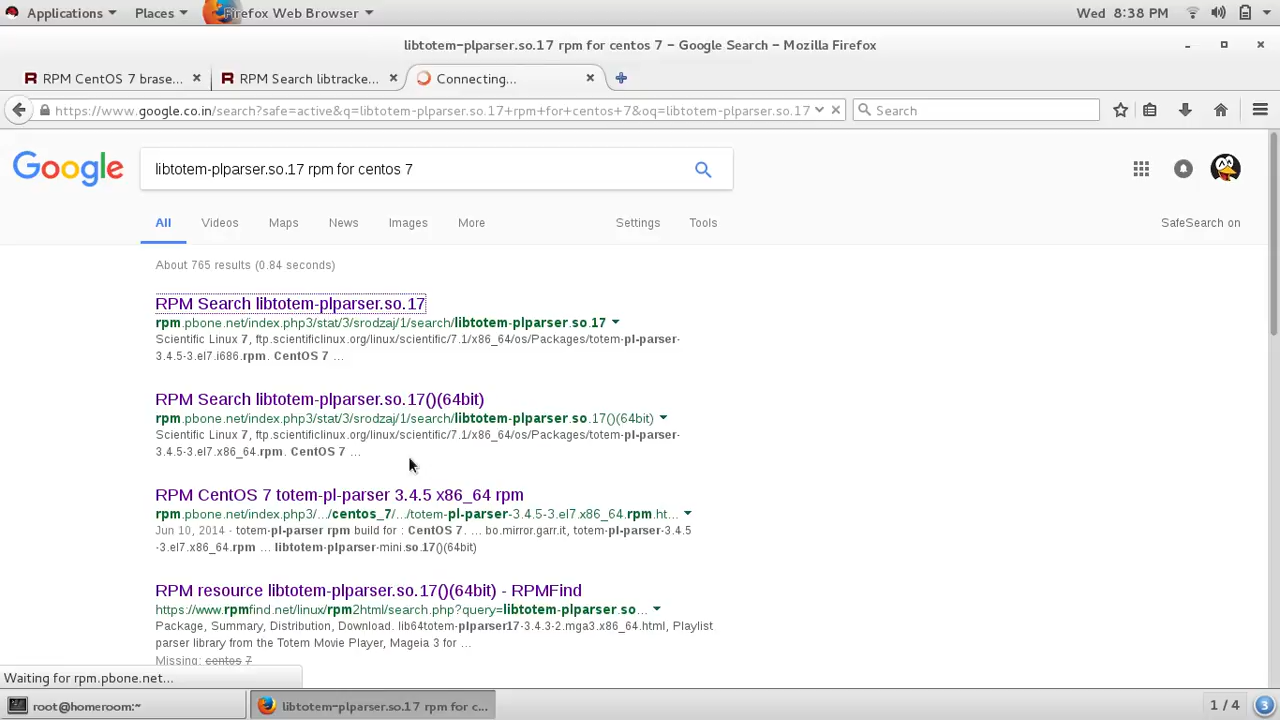 Applications Places Firefox Web Browser Wed 8:38 PM
libtotem-plparser.so.17 rpm for centos 7 - Google Search - Mozilla Firefox
RPM CentOS 7 brase... RPM Search libtracke... Connecting...
https://www.google.co.in/search?safe=active&q=libtotem-plparser.so.17+rpm+for+centos+7&oq=libtotem-plparser.so.17 Search
Google libtotem-plparser.so.17 rpm for centos 7
All Videos Maps News Images More Settings Tools SafeSearch on
About 765 results (0.84 seconds)
RPM Search libtotem-plparser.so.17
rpm.pbone.net/index.php3/stat/3/srodzaj/1/search/libtotem-plparser.so.17
Scientific Linux 7, ftp.scientificlinux.org/linux/scientific/7.1/x86_64/os/Packages/totem-pl-parser-
3.4.5-3.el7.i686.rpm. CentOS 7 ...
RPM Search libtotem-plparser.so.17()(64bit)
rpm.pbone.net/index.php3/stat/3/srodzaj/1/search/libtotem-plparser.so.17()(64bit)
Scientific Linux 7, ftp.scientificlinux.org/linux/scientific/7.1/x86_64/os/Packages/totem-pl-parser-
3.4.5-3.el7.x86_64.rpm. CentOS 7 ...
RPM CentOS 7 totem-pl-parser 3.4.5 x86_64 rpm
rpm.pbone.net/index.php3/.../centos_7/.../totem-pl-parser-3.4.5-3.el7.x86_64.rpm.ht...
Jun 10, 2014 - totem-pl-parser rpm build for : CentOS 7. ... bo.mirror.garr.it, totem-pl-parser-3.4.5
-3.el7.x86_64.rpm ... libtotem-plparser-mini.so.17()(64bit)
RPM resource libtotem-plparser.so.17()(64bit) - RPMFind
https://www.rpmfind.net/linux/rpm2html/search.php?query=libtotem-plparser.so...
Package, Summary, Distribution, Download. lib64totem-plparser17-3.4.3-2.mga3.x86_64.html, Playlist
parser library from the Totem Movie Player, Mageia 3 for ...
Missing: centos 7
Waiting for rpm.pbone.net...
root@homeroom:~ libtotem-plparser.so.17 rpm for c... 1 / 4 3